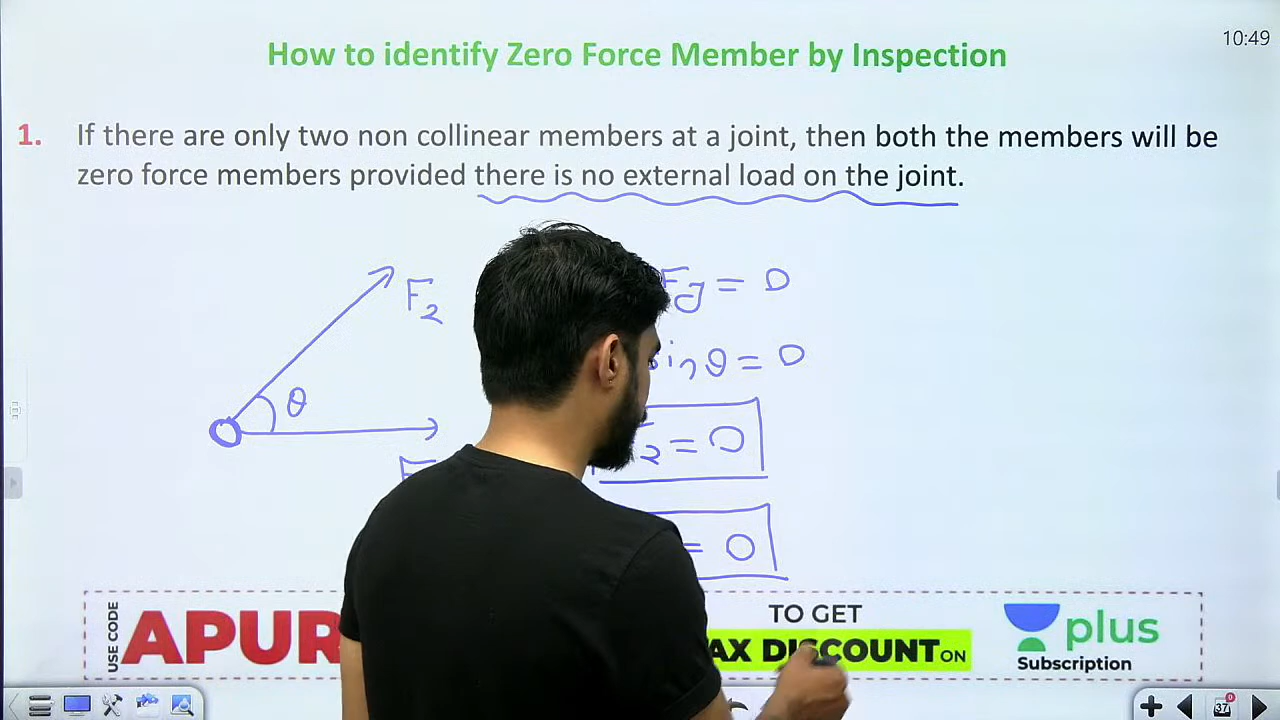 How to identify Zero Force Member by Inspection
10:49
1. If there are only two non collinear members at a joint, then both the members will be
zero force members provided there is no external load on the joint.
F₂
θ
Fy = 0
sinθ = 0
F₂ = 0
= 0
USE CODE
APUR
TO GET
AX DISCOUNT ON
plus
Subscription
37